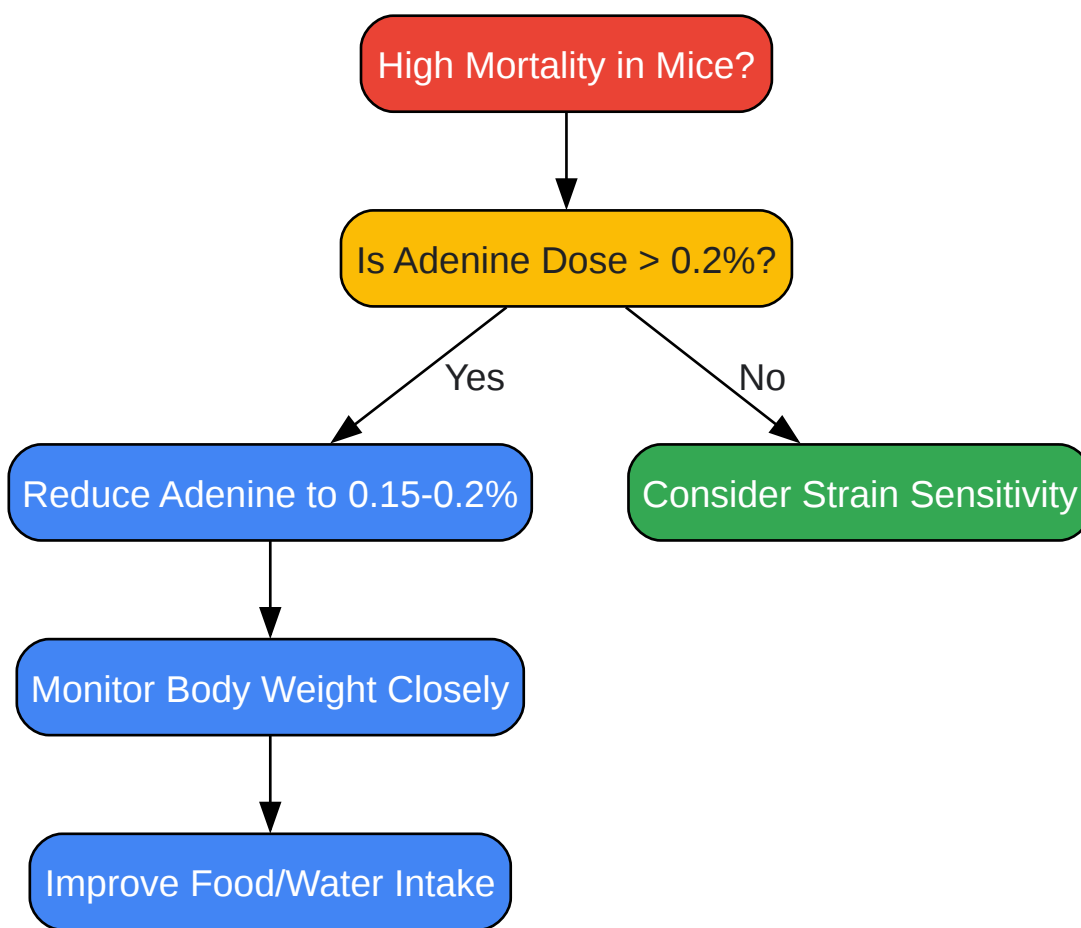 High Mortality in Mice?
Is Adenine Dose > 0.2%?
Yes
No
Reduce Adenine to 0.15-0.2%
Consider Strain Sensitivity
Monitor Body Weight Closely
Improve Food/Water Intake